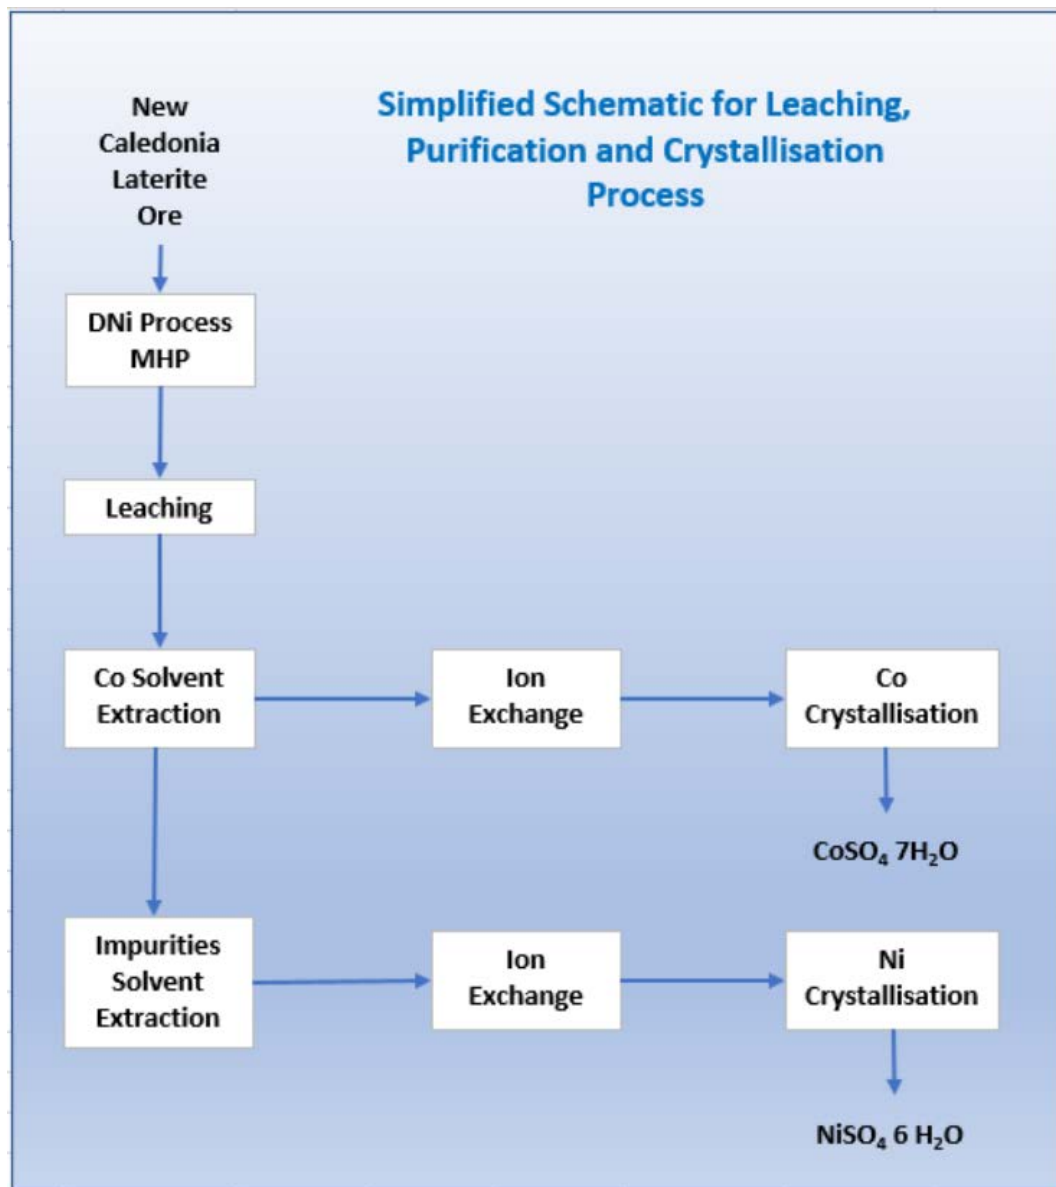 New
Caledonia
Laterite
Ore
Simplified Schematic for Leaching,
Purification and Crystallisation
Process
DNi Process
MHP
Leaching
Co Solvent
Extraction
Ion
Exchange
Co
Crystallisation
CoSO₄ 7H₂O
Impurities
Solvent
Extraction
Ion
Exchange
Ni
Crystallisation
NiSO₄ 6 H₂O